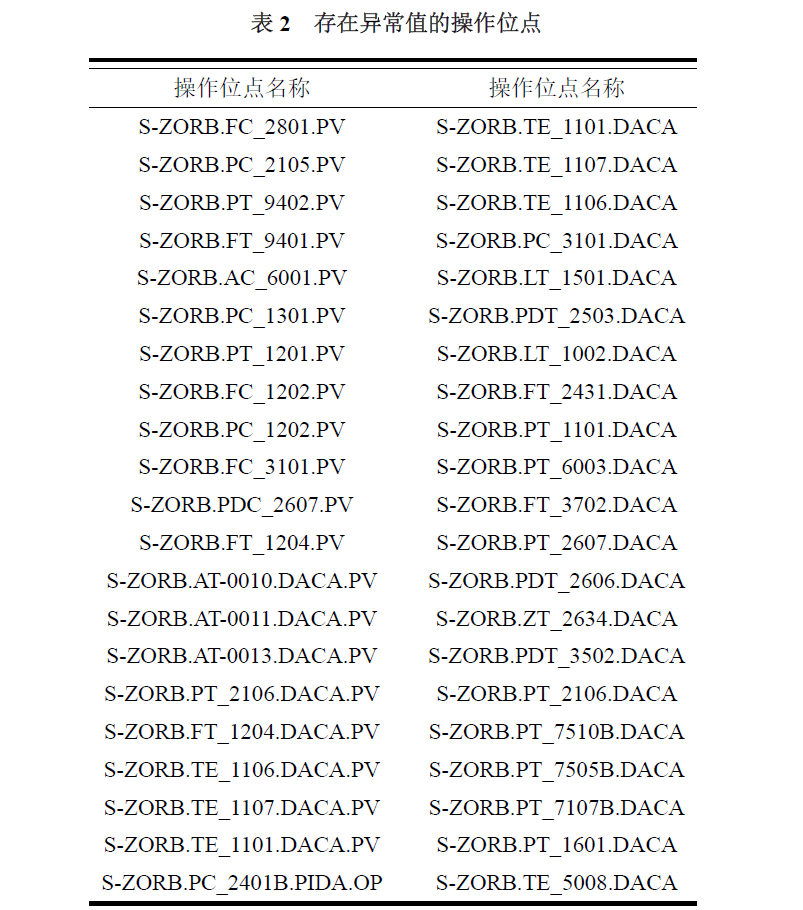 表 2 存在异常值的操作位点
操作位点名称 操作位点名称
S-ZORB.FC_2801.PV S-ZORB.TE_1101.DACA
S-ZORB.PC_2105.PV S-ZORB.TE_1107.DACA
S-ZORB.PT_9402.PV S-ZORB.TE_1106.DACA
S-ZORB.FT_9401.PV S-ZORB.PC_3101.DACA
S-ZORB.AC_6001.PV S-ZORB.LT_1501.DACA
S-ZORB.PC_1301.PV S-ZORB.PDT_2503.DACA
S-ZORB.PT_1201.PV S-ZORB.LT_1002.DACA
S-ZORB.FC_1202.PV S-ZORB.FT_2431.DACA
S-ZORB.PC_1202.PV S-ZORB.PT_1101.DACA
S-ZORB.FC_3101.PV S-ZORB.PT_6003.DACA
S-ZORB.PDC_2607.PV S-ZORB.FT_3702.DACA
S-ZORB.FT_1204.PV S-ZORB.PT_2607.DACA
S-ZORB.AT-0010.DACA.PV S-ZORB.PDT_2606.DACA
S-ZORB.AT-0011.DACA.PV S-ZORB.ZT_2634.DACA
S-ZORB.AT-0013.DACA.PV S-ZORB.PDT_3502.DACA
S-ZORB.PT_2106.DACA.PV S-ZORB.PT_2106.DACA
S-ZORB.FT_1204.DACA.PV S-ZORB.PT_7510B.DACA
S-ZORB.TE_1106.DACA.PV S-ZORB.PT_7505B.DACA
S-ZORB.TE_1107.DACA.PV S-ZORB.PT_7107B.DACA
S-ZORB.TE_1101.DACA.PV S-ZORB.PT_1601.DACA
S-ZORB.PC_2401B.PIDA.OP S-ZORB.TE_5008.DACA